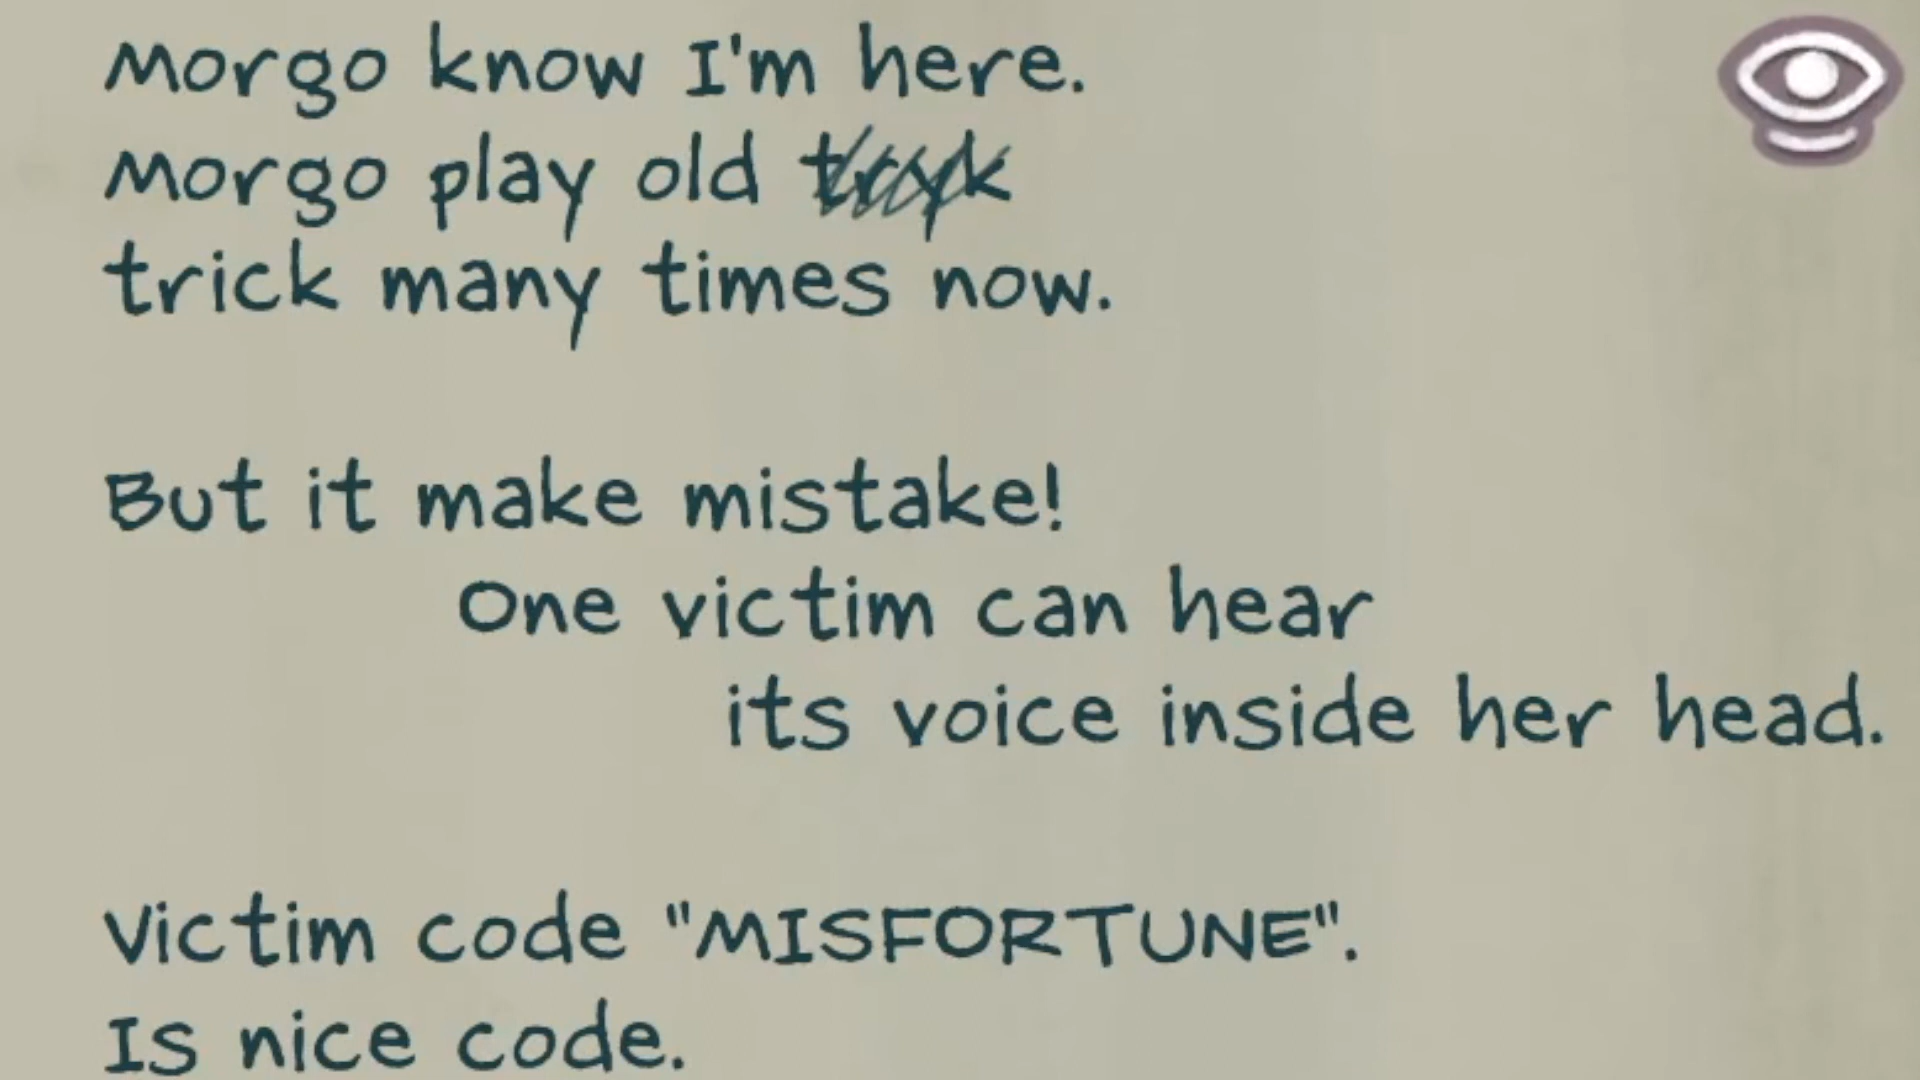 Morgo know I'm here.
Morgo play old tryk
trick many times now.
But it make mistake!
One victim can hear
its voice inside her head.
Victim code "MISFORTUNE".
Is nice code.